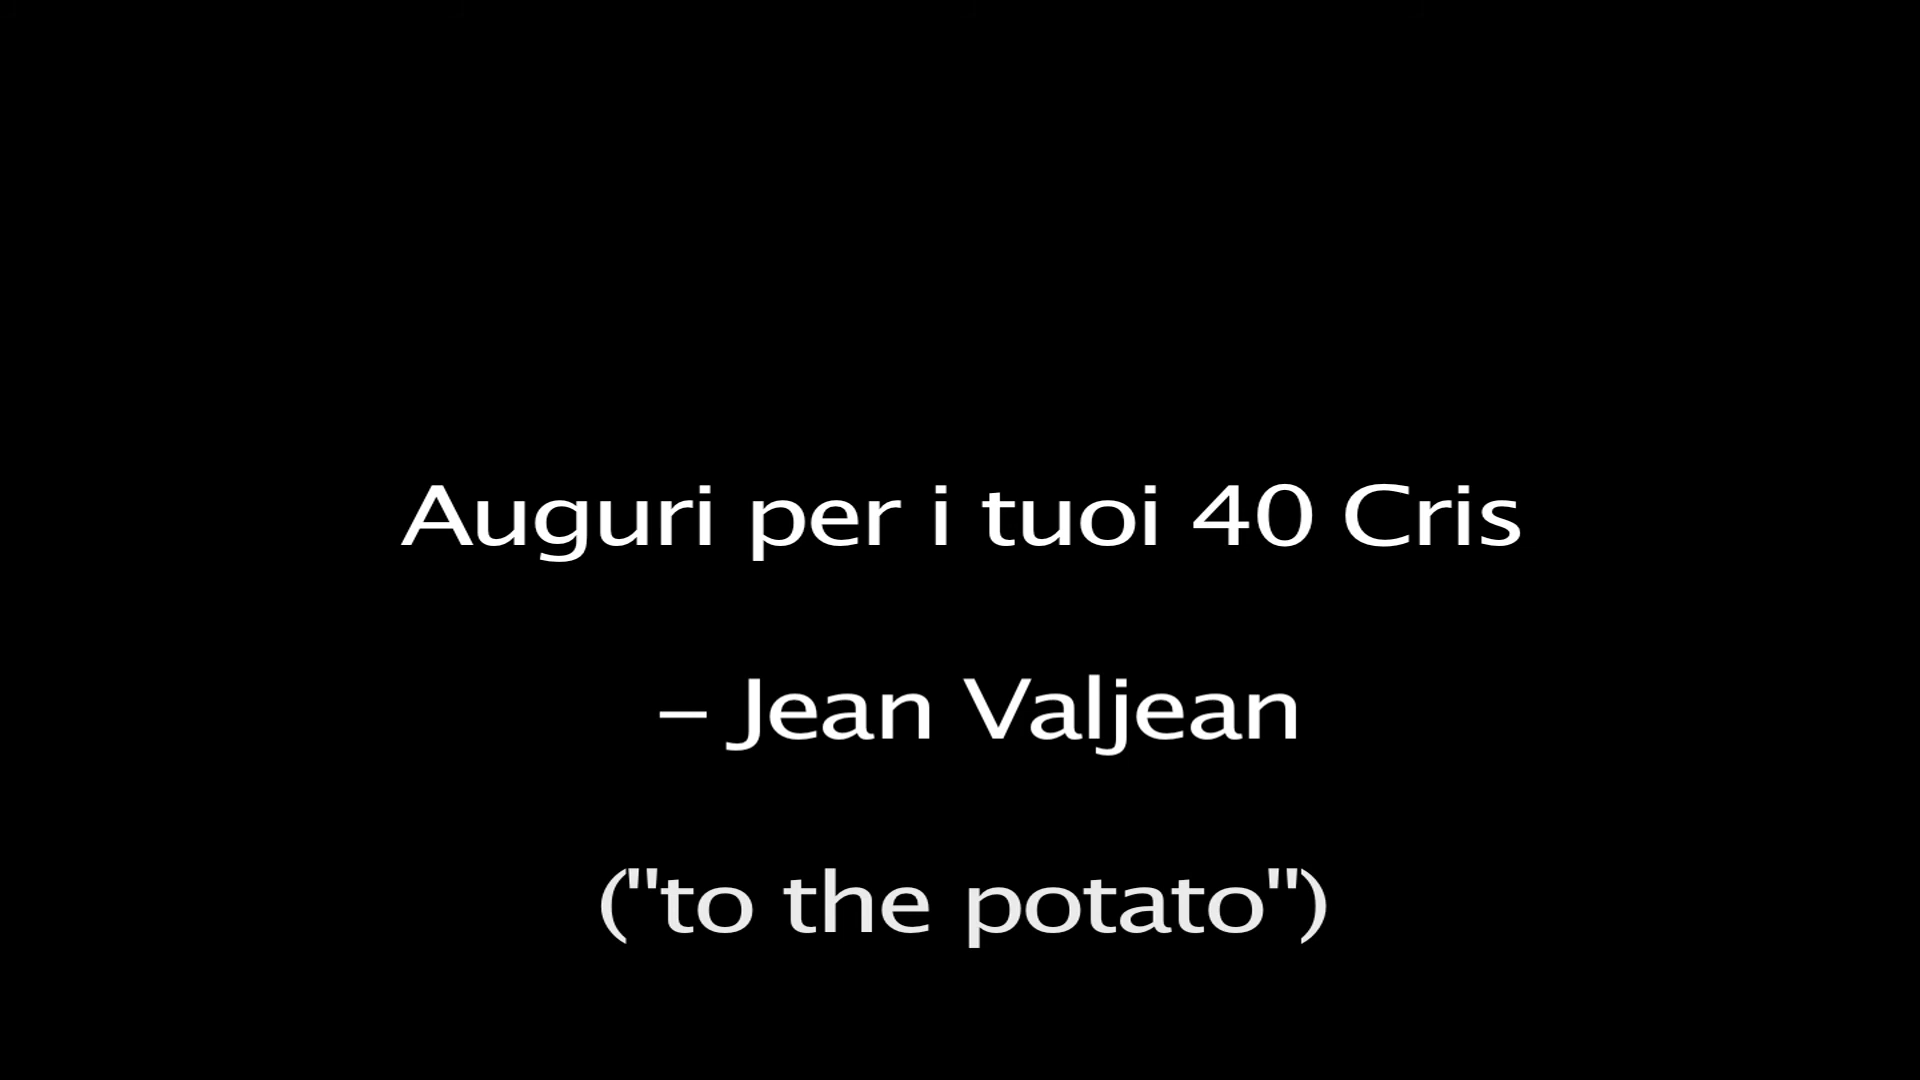 Auguri per i tuoi 40 Cris
– Jean Valjean
("to the potato")